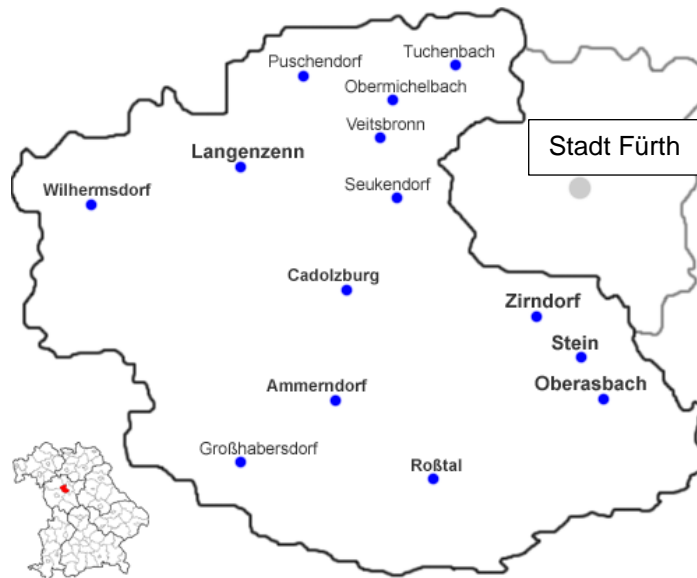 Tuchenbach
Puschendorf
Obermichelbach
Veitsbronn
Stadt Fürth
Langenzenn
Wilhermsdorf
Seukendorf
Cadolzburg
Zirndorf
Stein
Ammerndorf
Oberasbach
Großhabersdorf
Roßtal